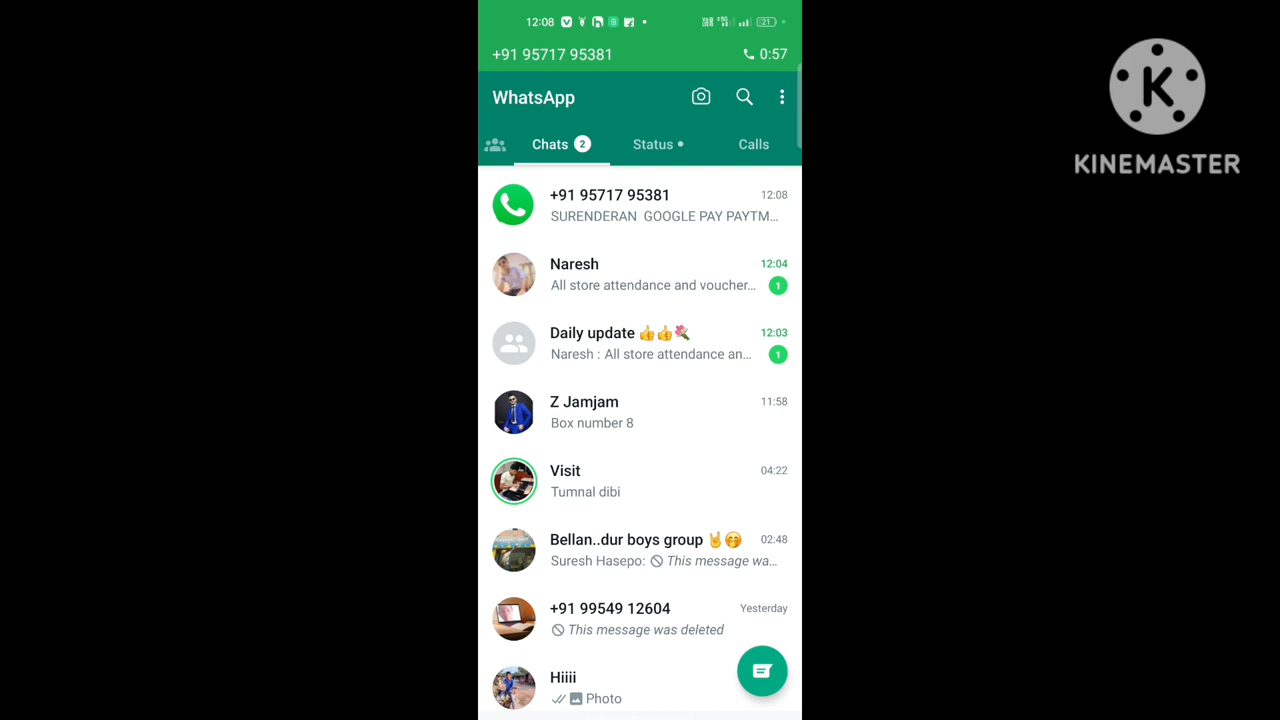 12:08
21
+91 95717 95381
0:57
WhatsApp
Chats 2
Status
Calls
+91 95717 95381
12:08
SURENDERAN GOOGLE PAY PAYTM...
Naresh
12:04
All store attendance and voucher...
1
Daily update 👍👍💐
12:03
Naresh : All store attendance an...
1
Z Jamjam
11:58
Box number 8
Visit
04:22
Tumnal dibi
Bellan..dur boys group 🤘🤭
02:48
Suresh Hasepo: 🚫 This message wa...
+91 99549 12604
Yesterday
🚫 This message was deleted
Hiiii
Photo
K
KINEMASTER